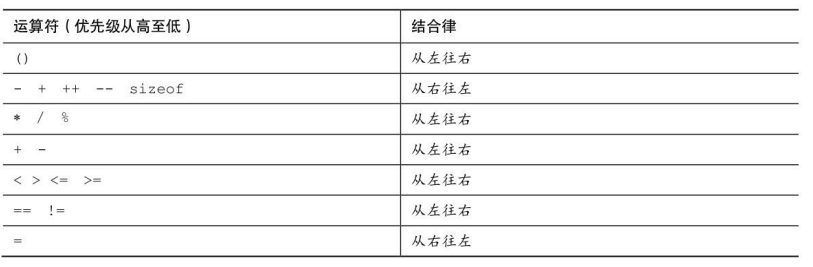 运算符（优先级从高至低） 结合律
() 从左往右
- + ++ -- sizeof 从右往左
* / % 从左往右
+ - 从左往右
< > <= >= 从左往右
== != 从左往右
= 从右往左